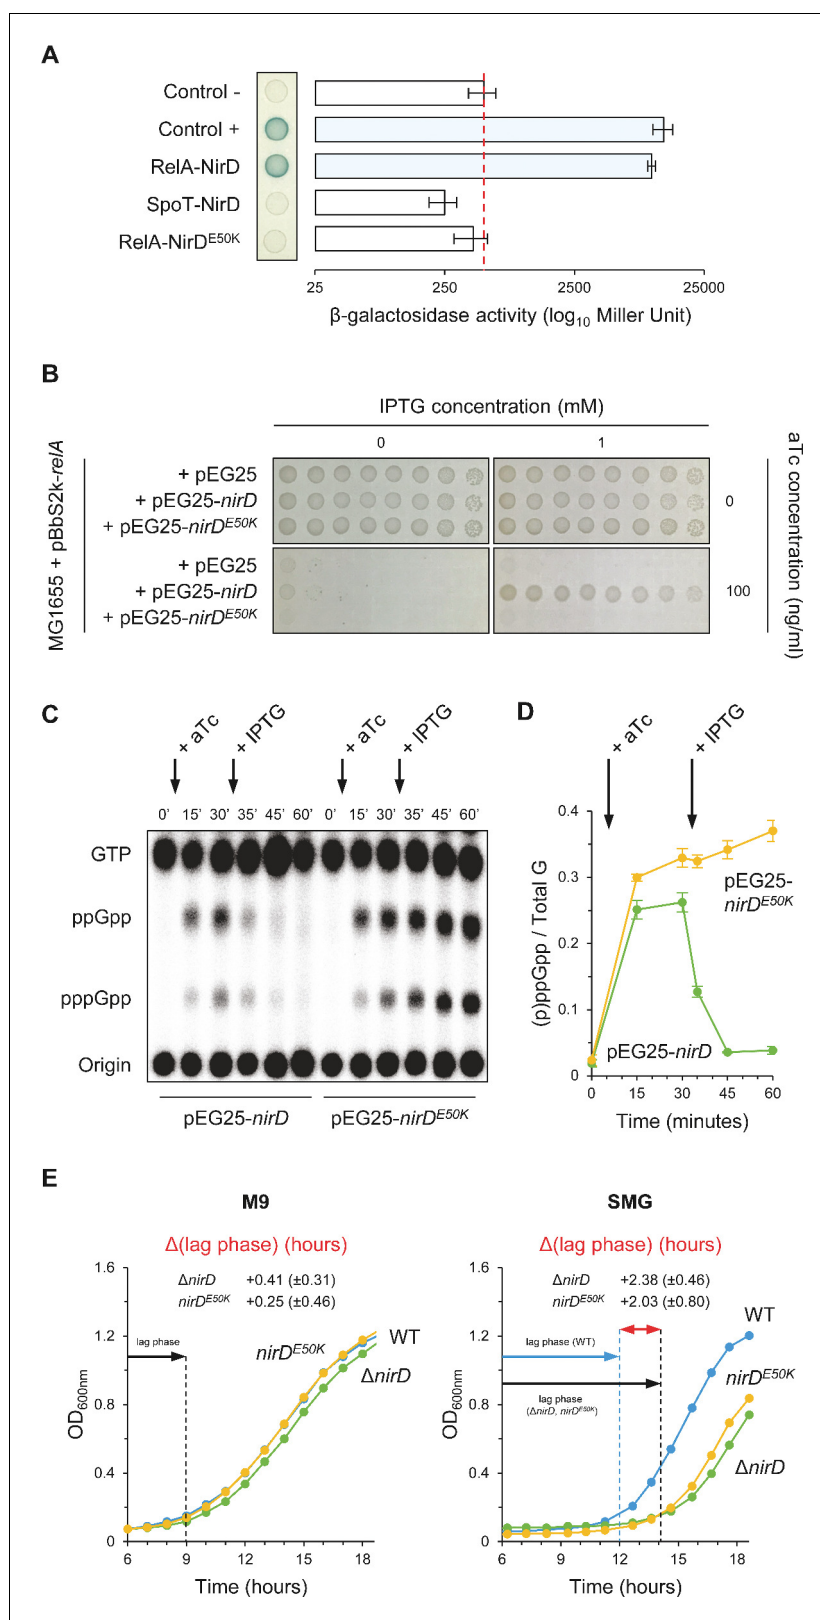 A
Control -
Control +
RelA-NirD
SpoT-NirD
RelA-NirD^E50K
25 250 2500 25000
β-galactosidase activity (log10 Miller Unit)
B
IPTG concentration (mM)
0 1
MG1655 + pBbS2k-relA
+ pEG25
+ pEG25-nirD
+ pEG25-nirD^E50K
0
+ pEG25
+ pEG25-nirD
+ pEG25-nirD^E50K
100
aTc concentration (ng/ml)
C
+ aTc + IPTG + aTc + IPTG
0' 15' 30' 35' 45' 60' 0' 15' 30' 35' 45' 60'
GTP
ppGpp
pppGpp
Origin
pEG25-nirD pEG25-nirD^E50K
D
+ aTc + IPTG
(p)ppGpp / Total G
0.4
0.3
0.2
0.1
0
pEG25-nirD^E50K
pEG25-nirD
0 15 30 45 60
Time (minutes)
E
M9
Δ(lag phase) (hours)
ΔnirD +0.41 (±0.31)
nirD^E50K +0.25 (±0.46)
OD600nm
1.6
1.2
0.8
0.4
0
lag phase
nirD^E50K
WT
ΔnirD
6 9 12 15 18
Time (hours)
SMG
Δ(lag phase) (hours)
ΔnirD +2.38 (±0.46)
nirD^E50K +2.03 (±0.80)
OD600nm
1.6
1.2
0.8
0.4
0
lag phase (WT)
lag phase
(ΔnirD, nirD^E50K)
WT
nirD^E50K
ΔnirD
6 9 12 15 18
Time (hours)